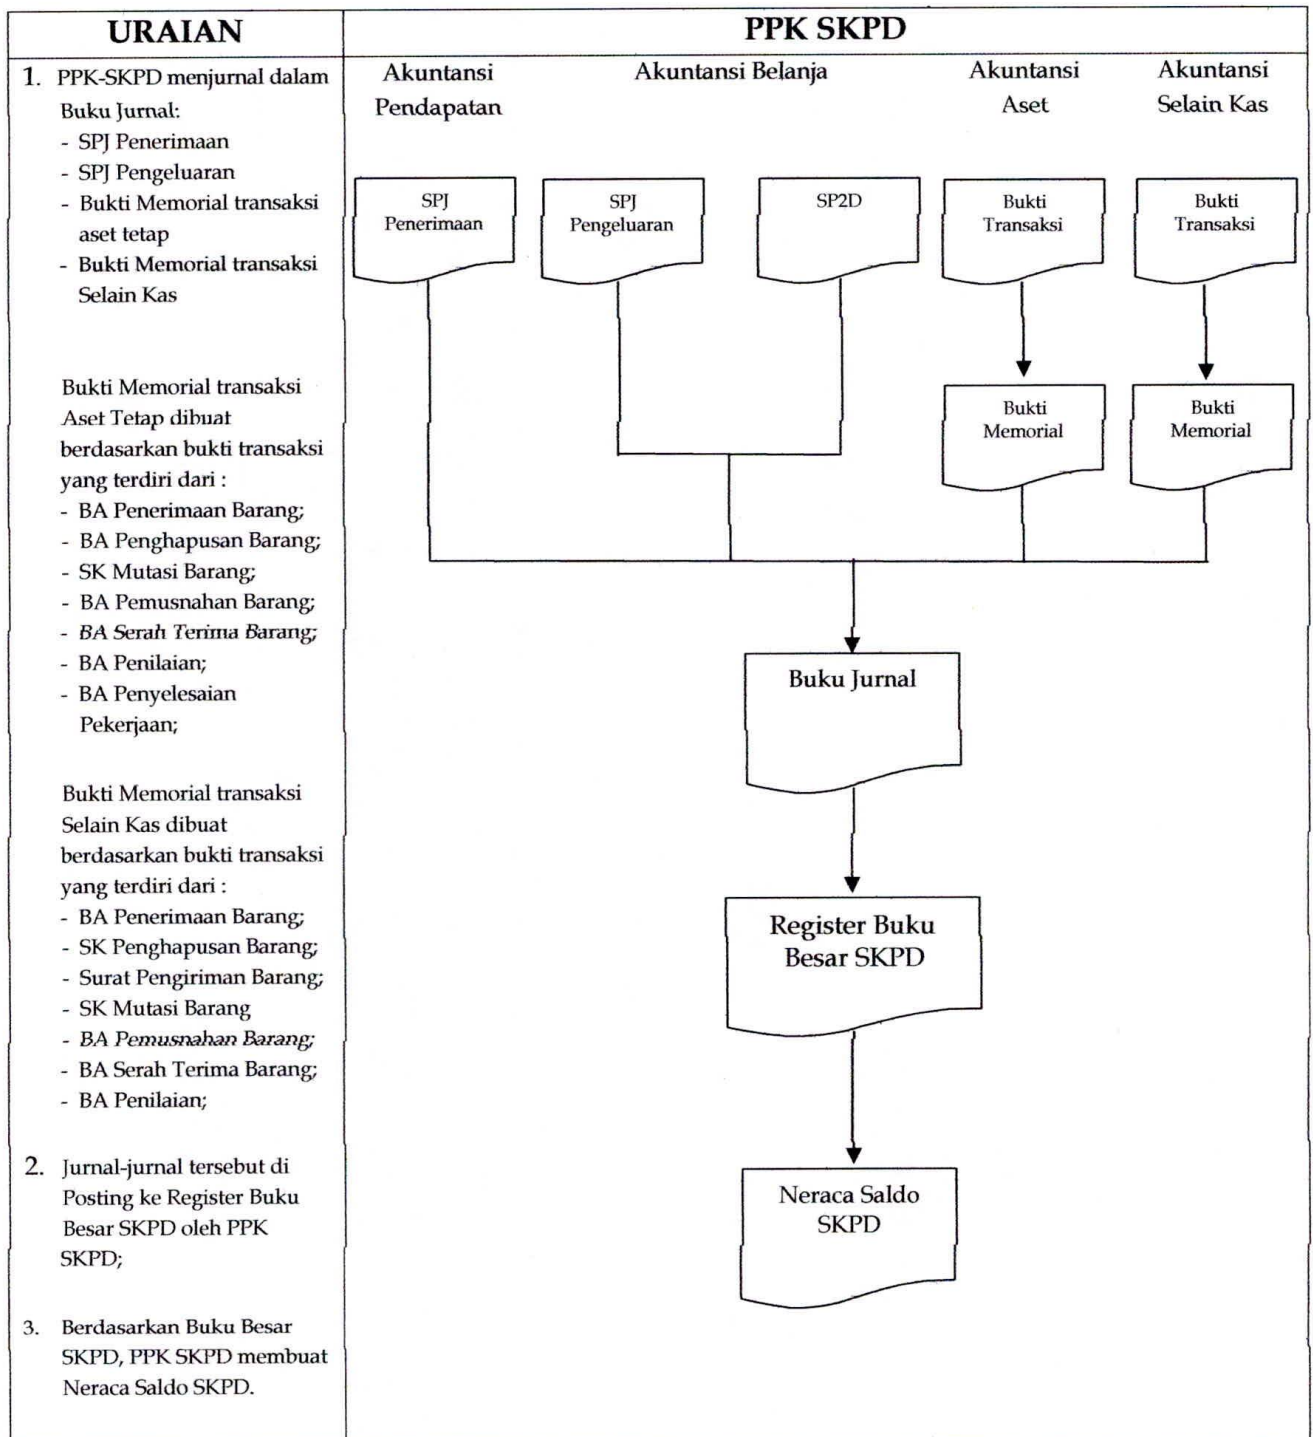 URAIAN
1. PPK-SKPD menjurnal dalam
Buku Jurnal:
- SPJ Penerimaan
- SPJ Pengeluaran
- Bukti Memorial transaksi
aset tetap
- Bukti Memorial transaksi
Selain Kas
Bukti Memorial transaksi
Aset Tetap dibuat
berdasarkan bukti transaksi
yang terdiri dari :
- BA Penerimaan Barang;
- BA Penghapusan Barang;
- SK Mutasi Barang;
- BA Pemusnahan Barang;
- BA Serah Terima Barang;
- BA Penilaian;
- BA Penyelesaian
Pekerjaan;
Bukti Memorial transaksi
Selain Kas dibuat
berdasarkan bukti transaksi
yang terdiri dari :
- BA Penerimaan Barang;
- SK Penghapusan Barang;
- Surat Pengiriman Barang;
- SK Mutasi Barang
- BA Pemusnahan Barang;
- BA Serah Terima Barang;
- BA Penilaian;
2. Jurnal-jurnal tersebut di
Posting ke Register Buku
Besar SKPD oleh PPK
SKPD;
3. Berdasarkan Buku Besar
SKPD, PPK SKPD membuat
Neraca Saldo SKPD.
PPK SKPD
Akuntansi
Pendapatan
Akuntansi Belanja
Akuntansi
Aset
Akuntansi
Selain Kas
SPJ
Penerimaan
SPJ
Pengeluaran
SP2D
Bukti
Transaksi
Bukti
Transaksi
Bukti
Memorial
Bukti
Memorial
Buku Jurnal
Register Buku
Besar SKPD
Neraca Saldo
SKPD